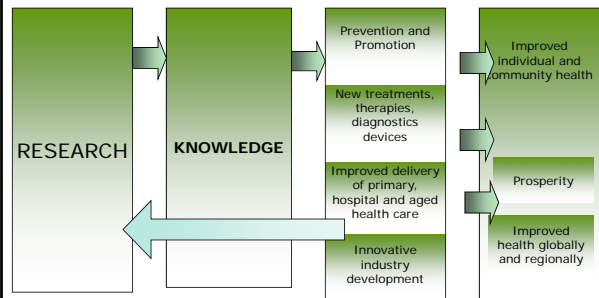 RESEARCH
KNOWLEDGE
Prevention and
Promotion
New treatments,
therapies,
diagnostics
devices
Improved delivery
of primary,
hospital and aged
health care
Innovative
industry
development
Improved
individual and
community health
Prosperity
Improved
health globally
and regionally